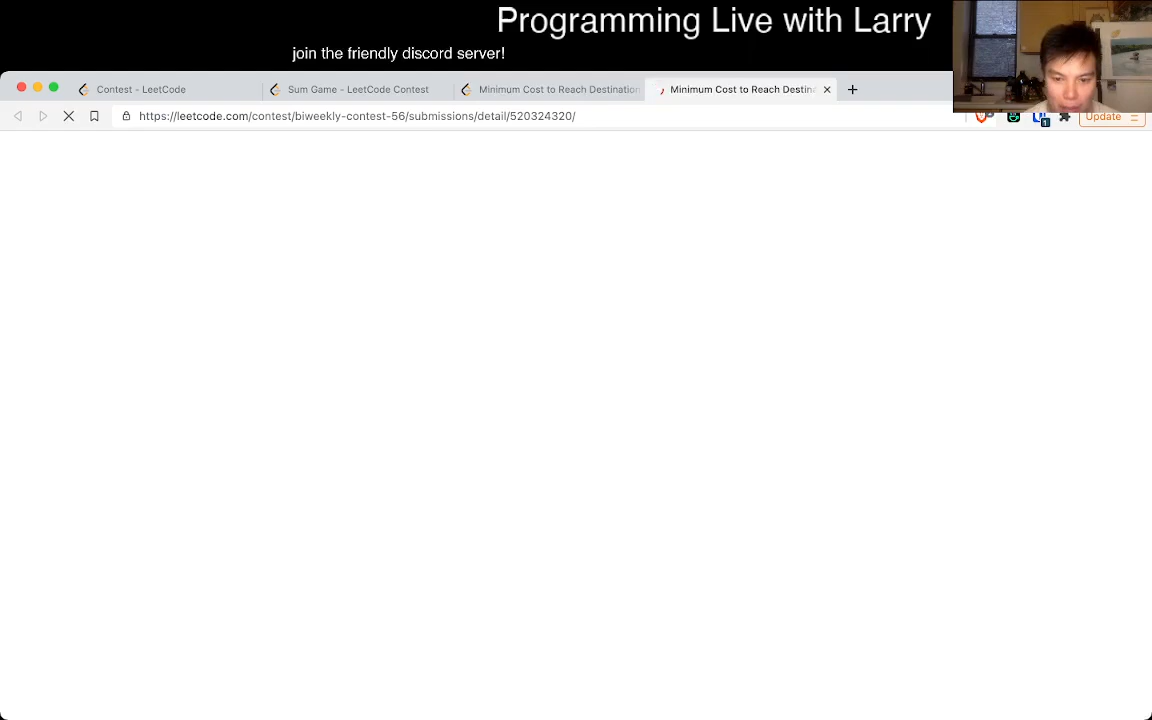 Programming Live with Larry
join the friendly discord server!
Contest - LeetCode
Sum Game - LeetCode Contest
Minimum Cost to Reach Destination
Minimum Cost to Reach Destin
https://leetcode.com/contest/biweekly-contest-56/submissions/detail/520324320/
1
Update